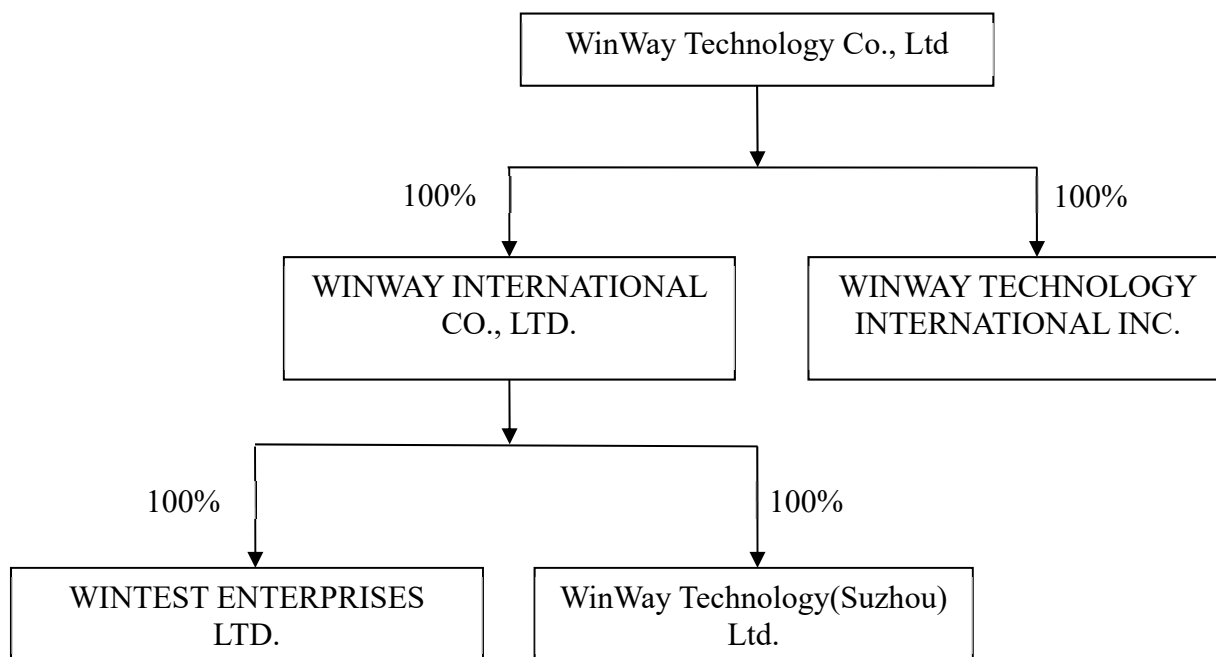 WinWay Technology Co., Ltd
100%
100%
WINWAY INTERNATIONAL
CO., LTD.
WINWAY TECHNOLOGY
INTERNATIONAL INC.
100%
100%
WINTEST ENTERPRISES
LTD.
WinWay Technology(Suzhou)
Ltd.